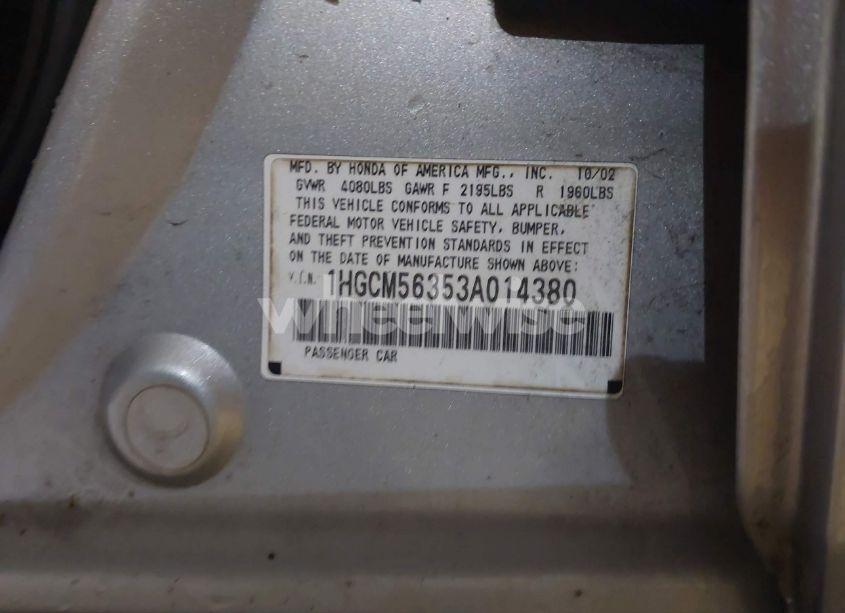 MFD. BY HONDA OF AMERICA MFG., INC. 10/02
GVWR 4080LBS GAWR F 2195LBS R 1960LBS
THIS VEHICLE CONFORMS TO ALL APPLICABLE
FEDERAL MOTOR VEHICLE SAFETY, BUMPER,
AND THEFT PREVENTION STANDARDS IN EFFECT
ON THE DATE OF MANUFACTURE SHOWN ABOVE:
V.I.N.: 1HGCM56353A014380
wheelwise
PASSENGER CAR